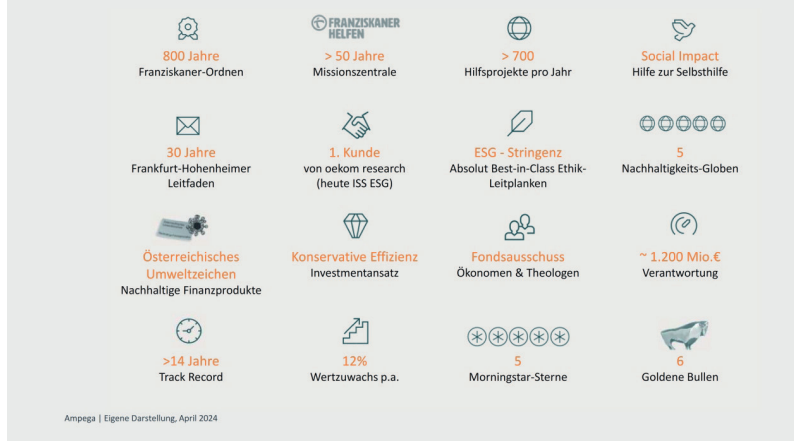 FRANZISKANER
HELFEN
800 Jahre
Franziskaner-Ordnen
> 50 Jahre
Missionszentrale
> 700
Hilfsprojekte pro Jahr
Social Impact
Hilfe zur Selbsthilfe
30 Jahre
Frankfurt-Hohenheimer
Leitfaden
1. Kunde
von oekom research
(heute ISS ESG)
ESG - Stringenz
Absolut Best-in-Class Ethik-
Leitplanken
5
Nachhaltigkeits-Globen
Österreichisches
Umweltzeichen
Nachhaltige Finanzprodukte
Konservative Effizienz
Investmentansatz
Fondsausschuss
Ökonomen & Theologen
~ 1.200 Mio.€
Verantwortung
>14 Jahre
Track Record
12%
Wertzuwachs p.a.
5
Morningstar-Sterne
6
Goldene Bullen
Ampega | Eigene Darstellung, April 2024